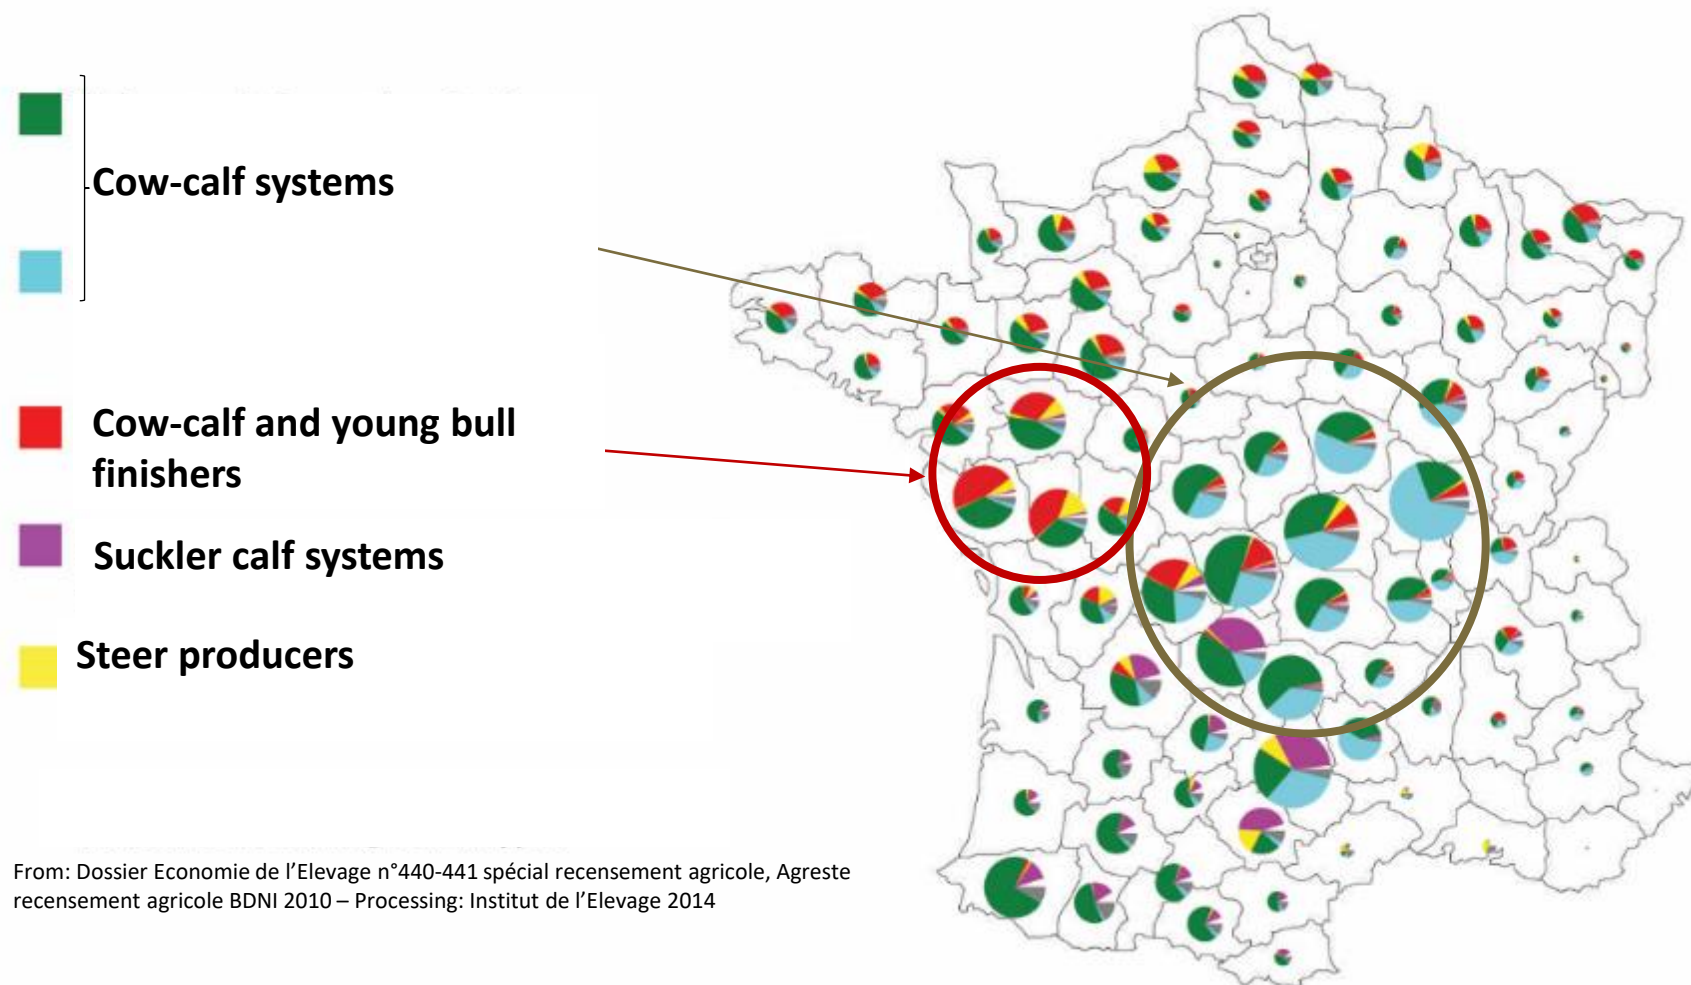 Cow-calf systems
Cow-calf and young bull
finishers
Suckler calf systems
Steer producers
From: Dossier Economie de l’Elevage n°440-441 spécial recensement agricole, Agreste
recensement agricole BDNI 2010 – Processing: Institut de l’Elevage 2014